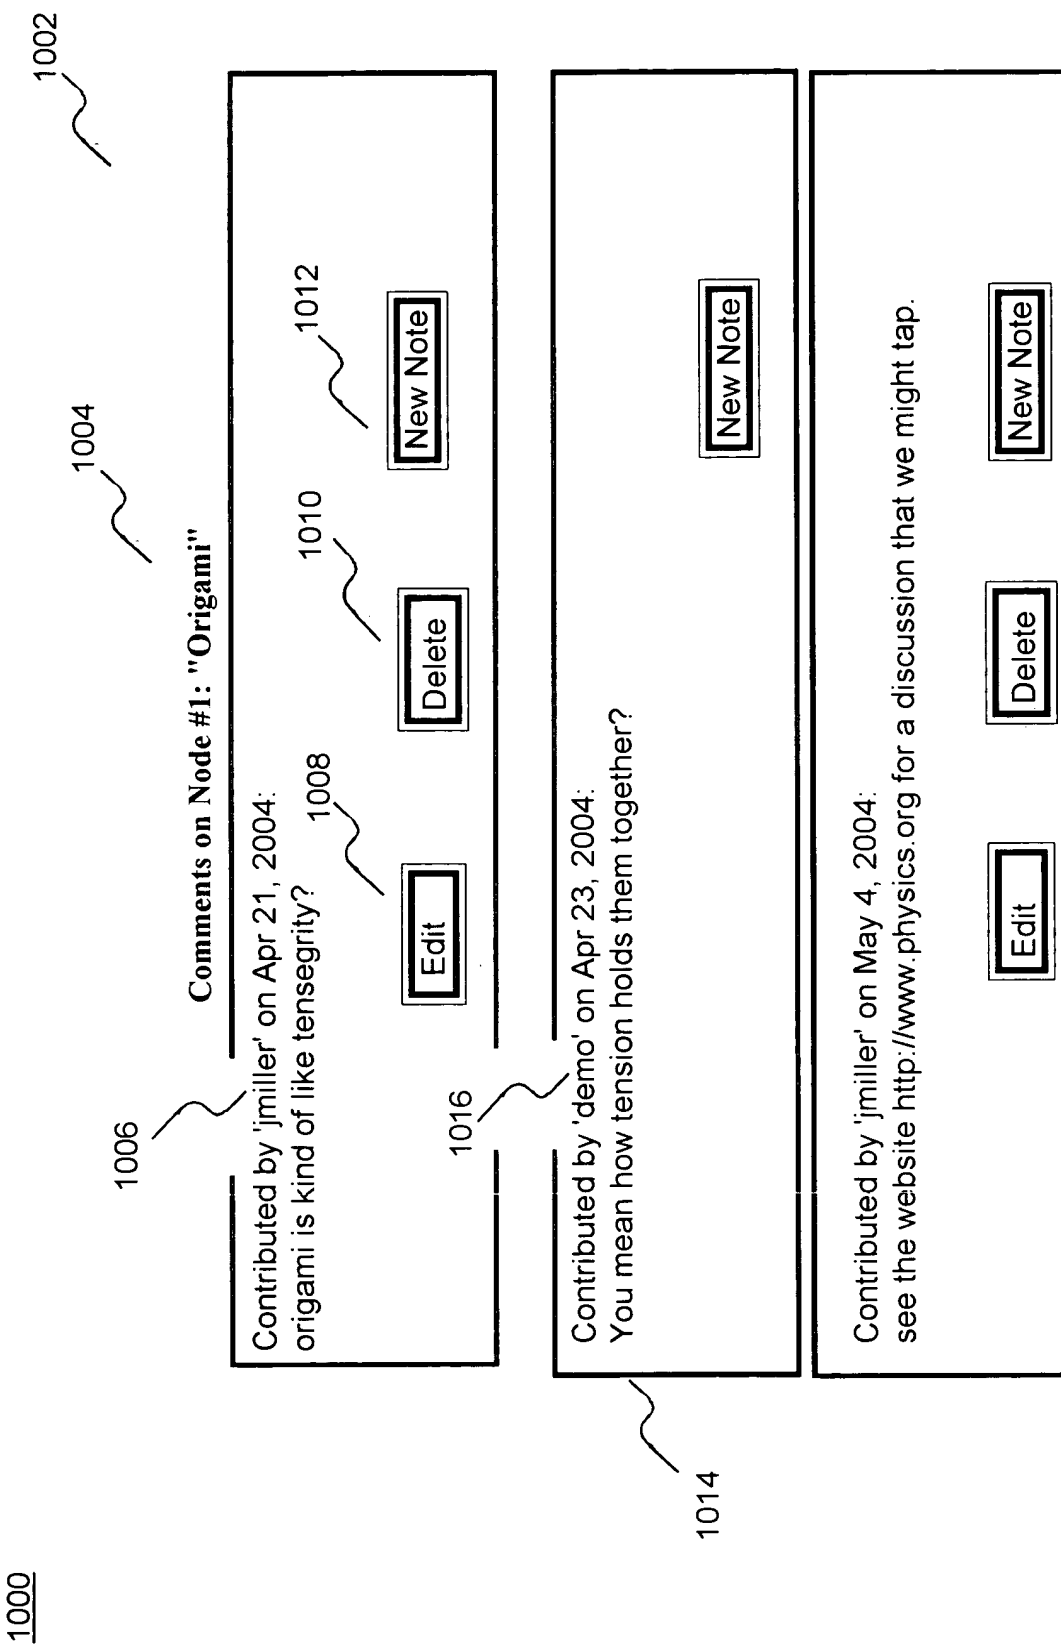 1000
1002
1004
Comments on Node #1: "Origami"
1006
Contributed by 'jmiller' on Apr 21, 2004:
origami is kind of like tensegrity?
1008
1010
1012
Edit
Delete
New Note
1016
Contributed by 'demo' on Apr 23, 2004:
You mean how tension holds them together?
New Note
1014
Contributed by 'jmiller' on May 4, 2004:
see the website http://www.physics.org for a discussion that we might tap.
Edit
Delete
New Note